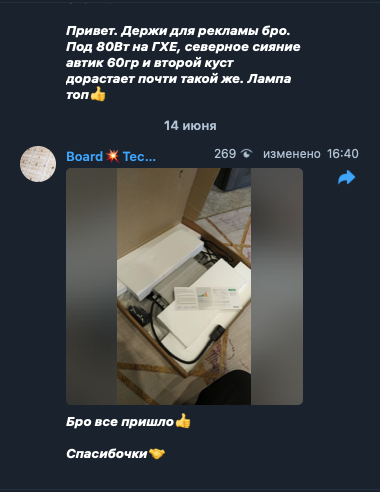 Привет. Держи для рекламы бро.
Под 80Вт на ГХЕ, северное сияние
автик 60гр и второй куст
дорастает почти такой же. Лампа
топ👍
14 июня
Board💥Tec...
269 изменено 16:40
Бро все пришло👍
Спасибочки🤝